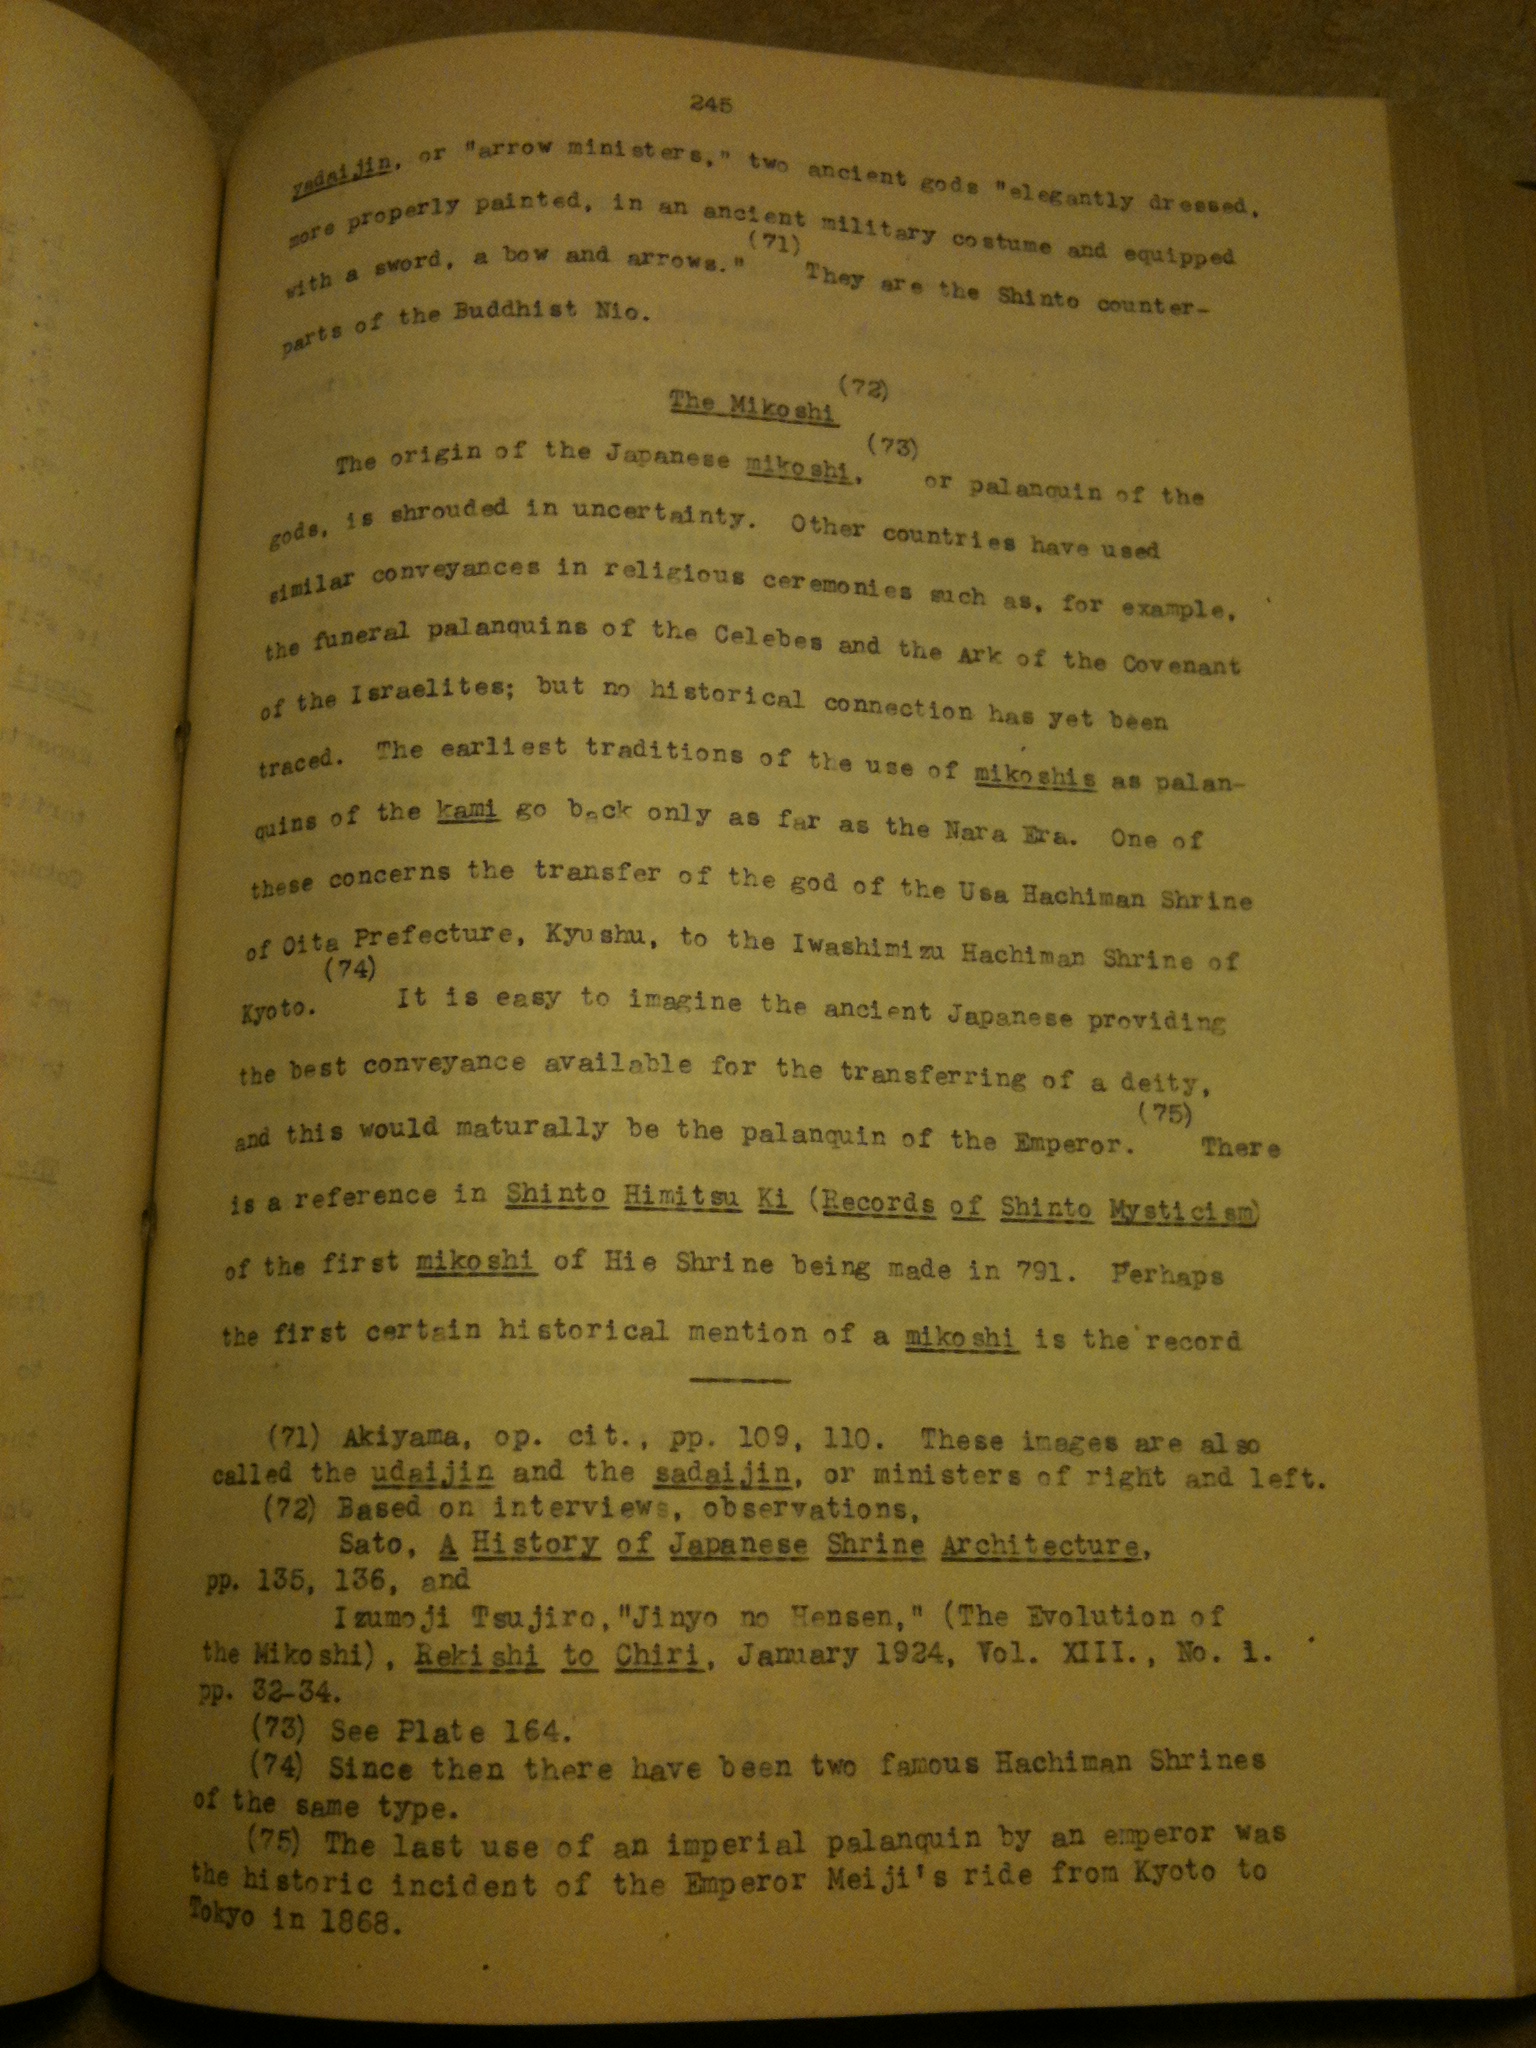 245
yadaijin, or "arrow ministers," two ancient gods "elegantly dressed,
more properly painted, in an ancient military costume and equipped
with a sword, a bow and arrows." (71) They are the Shinto counter-
parts of the Buddhist Nio.
The Mikoshi (72)
The origin of the Japanese mikoshi, (73) or palanquin of the
gods, is shrouded in uncertainty. Other countries have used
similar conveyances in religious ceremonies such as, for example,
the funeral palanquins of the Celebes and the Ark of the Covenant
of the Israelites; but no historical connection has yet been
traced. The earliest traditions of the use of mikoshis as palan-
quins of the kami go back only as far as the Nara Era. One of
these concerns the transfer of the god of the Usa Hachiman Shrine
of Oita Prefecture, Kyushu, to the Iwashimizu Hachiman Shrine of
Kyoto. (74) It is easy to imagine the ancient Japanese providing
the best conveyance available for the transferring of a deity,
and this would maturally be the palanquin of the Emperor. (75) There
is a reference in Shinto Himitsu Ki (Records of Shinto Mysticism)
of the first mikoshi of Hie Shrine being made in 791. Perhaps
the first certain historical mention of a mikoshi is the record
(71) Akiyama, op. cit., pp. 109, 110. These images are also
called the udaijin and the sadaijin, or ministers of right and left.
(72) Based on interviews, observations,
Sato, A History of Japanese Shrine Architecture,
pp. 135, 136, and
Izumoji Tsujiro, "Jinyo no Hensen," (The Evolution of
the Mikoshi), Rekishi to Chiri, January 1924, Vol. XIII., No. 1.
pp. 32-34.
(73) See Plate 164.
(74) Since then there have been two famous Hachiman Shrines
of the same type.
(75) The last use of an imperial palanquin by an emperor was
the historic incident of the Emperor Meiji's ride from Kyoto to
Tokyo in 1868.